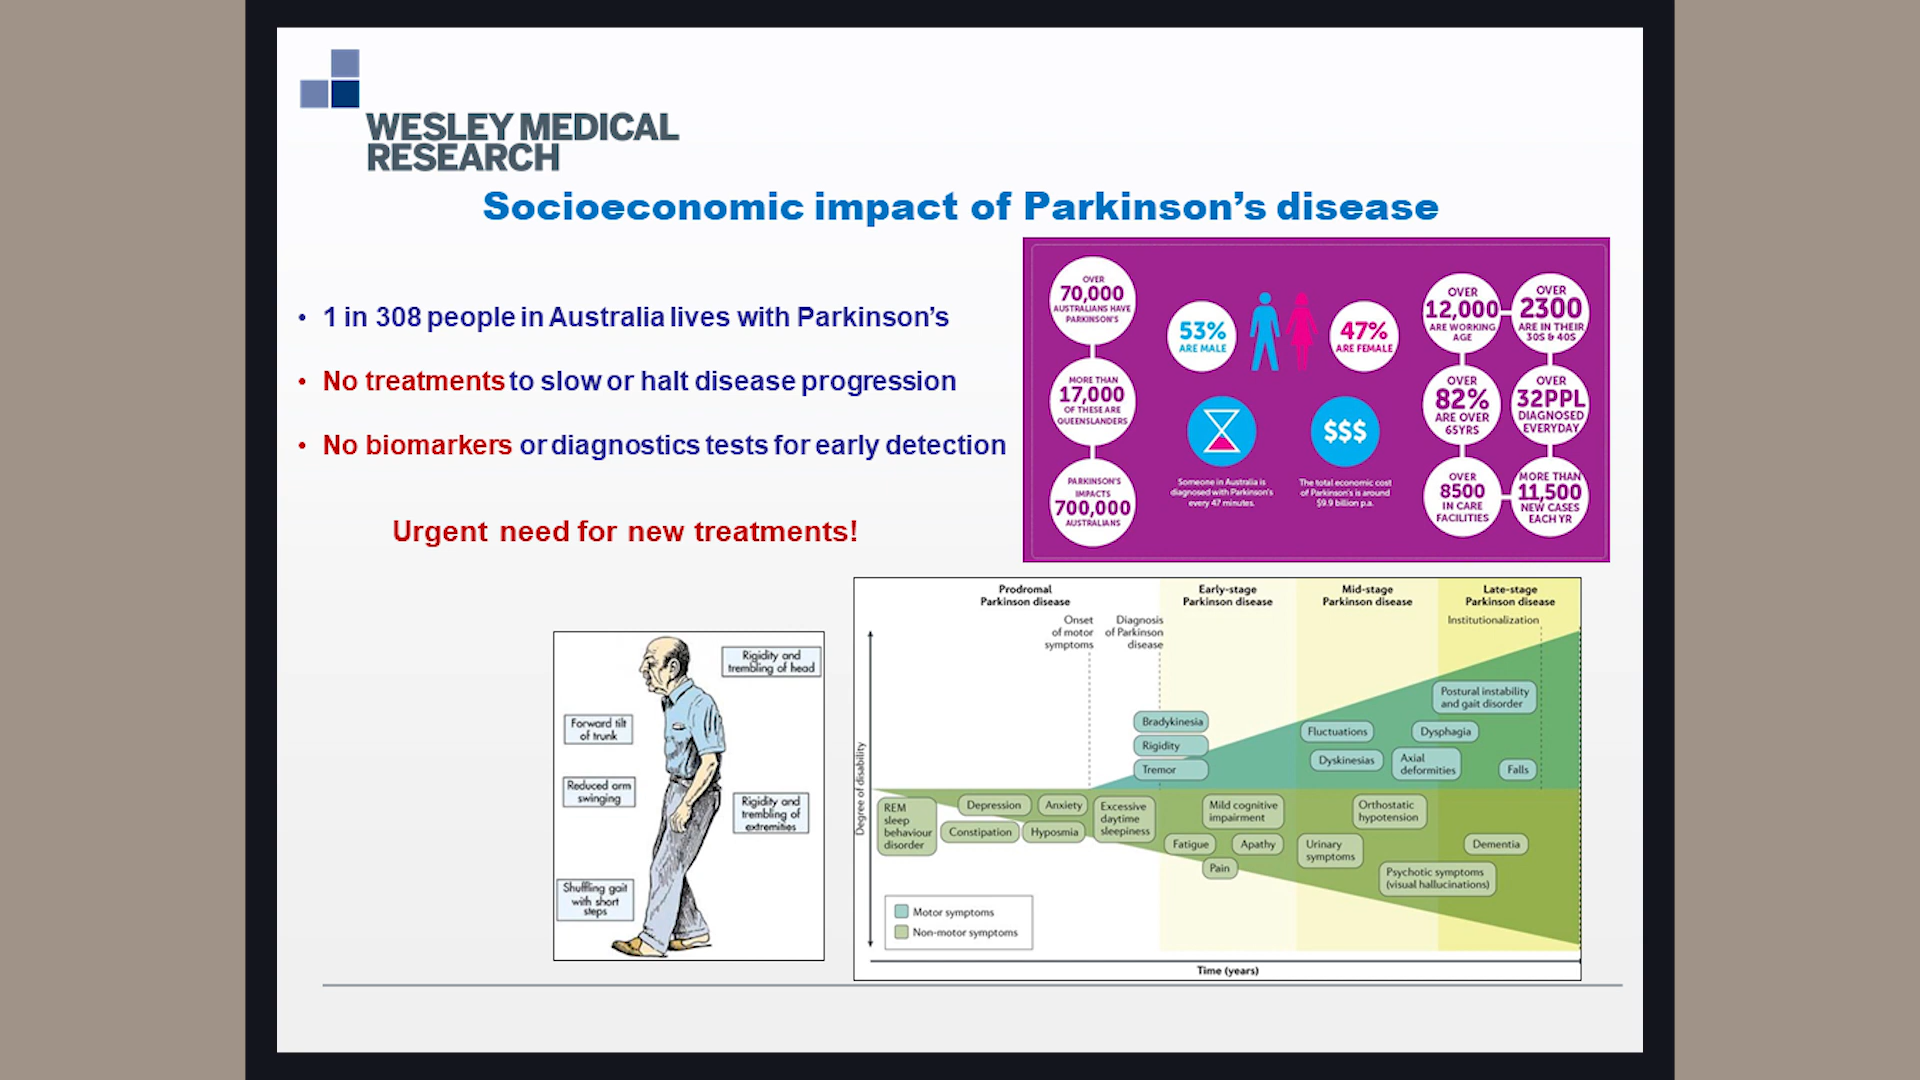 WESLEY MEDICAL
RESEARCH
Socioeconomic impact of Parkinson's disease
• 1 in 308 people in Australia lives with Parkinson's
• No treatments to slow or halt disease progression
• No biomarkers or diagnostics tests for early detection
Urgent need for new treatments!
OVER
70,000
AUSTRALIANS HAVE
PARKINSON'S
MORE THAN
17,000
OF THESE ARE
QUEENSLANDERS
PARKINSON'S
IMPACTS
700,000
AUSTRALIANS
53%
ARE MALE
47%
ARE FEMALE
$$$
Someone in Australia is
diagnosed with Parkinson's
every 47 minutes.
The total economic cost
of Parkinson's is around
$9.9 billion p.a.
OVER
12,000
ARE WORKING
AGE
OVER
2300
ARE IN THEIR
30S & 40S
OVER
82%
ARE OVER
65YRS
OVER
32PPL
DIAGNOSED
EVERYDAY
OVER
8500
IN CARE
FACILITIES
MORE THAN
11,500
NEW CASES
EACH YR
Rigidity and
trembling of head
Forward tilt
of trunk
Reduced arm
swinging
Rigidity and
trembling of
extremities
Shuffling gait
with short
steps
Prodromal
Parkinson disease
Early-stage
Parkinson disease
Mid-stage
Parkinson disease
Late-stage
Parkinson disease
Onset
of motor
symptoms
Diagnosis
of Parkinson
disease
Institutionalization
Degree of disability
Bradykinesia
Rigidity
Tremor
Fluctuations
Dyskinesias
Postural instability
and gait disorder
Dysphagia
Axial
deformities
Falls
REM
sleep
behaviour
disorder
Depression
Anxiety
Constipation
Hyposmia
Excessive
daytime
sleepiness
Mild cognitive
impairment
Fatigue
Apathy
Pain
Orthostatic
hypotension
Urinary
symptoms
Dementia
Psychotic symptoms
(visual hallucinations)
Motor symptoms
Non-motor symptoms
Time (years)